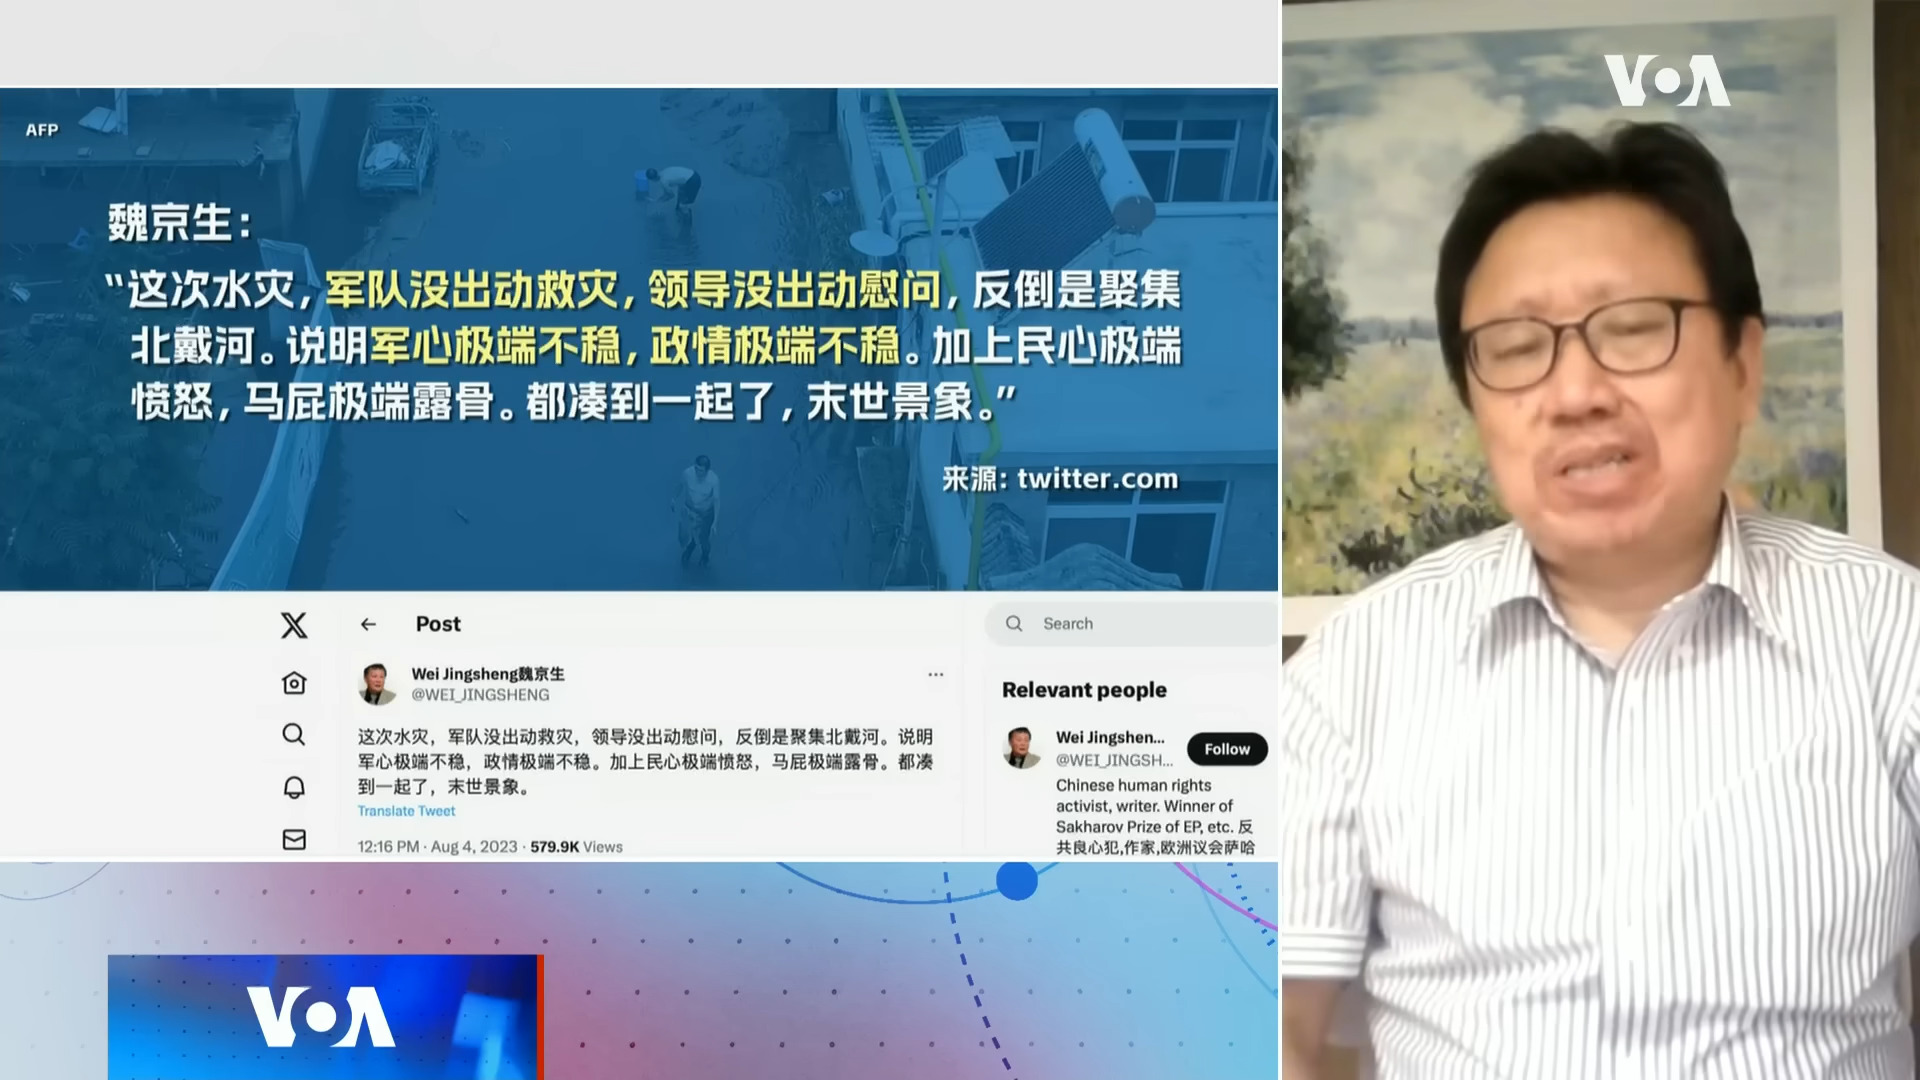 AFP
魏京生：
“这次水灾，军队没出动救灾，领导没出动慰问，反倒是聚集
北戴河。说明军心极端不稳，政情极端不稳。加上民心极端
愤怒，马屁极端露骨。都凑到一起了，末世景象。”
来源: twitter.com
Post
Search
Wei Jingsheng魏京生
@WEI_JINGSHENG
这次水灾，军队没出动救灾，领导没出动慰问，反倒是聚集北戴河。说明
军心极端不稳，政情极端不稳。加上民心极端愤怒，马屁极端露骨。都凑
到一起了，末世景象。
Translate Tweet
12:16 PM · Aug 4, 2023 · 579.9K Views
Relevant people
Wei Jingshen...
@WEI_JINGSH...
Follow
Chinese human rights
activist, writer. Winner of
Sakharov Prize of EP, etc. 反
共良心犯,作家,欧洲议会萨哈
VOA
VOA